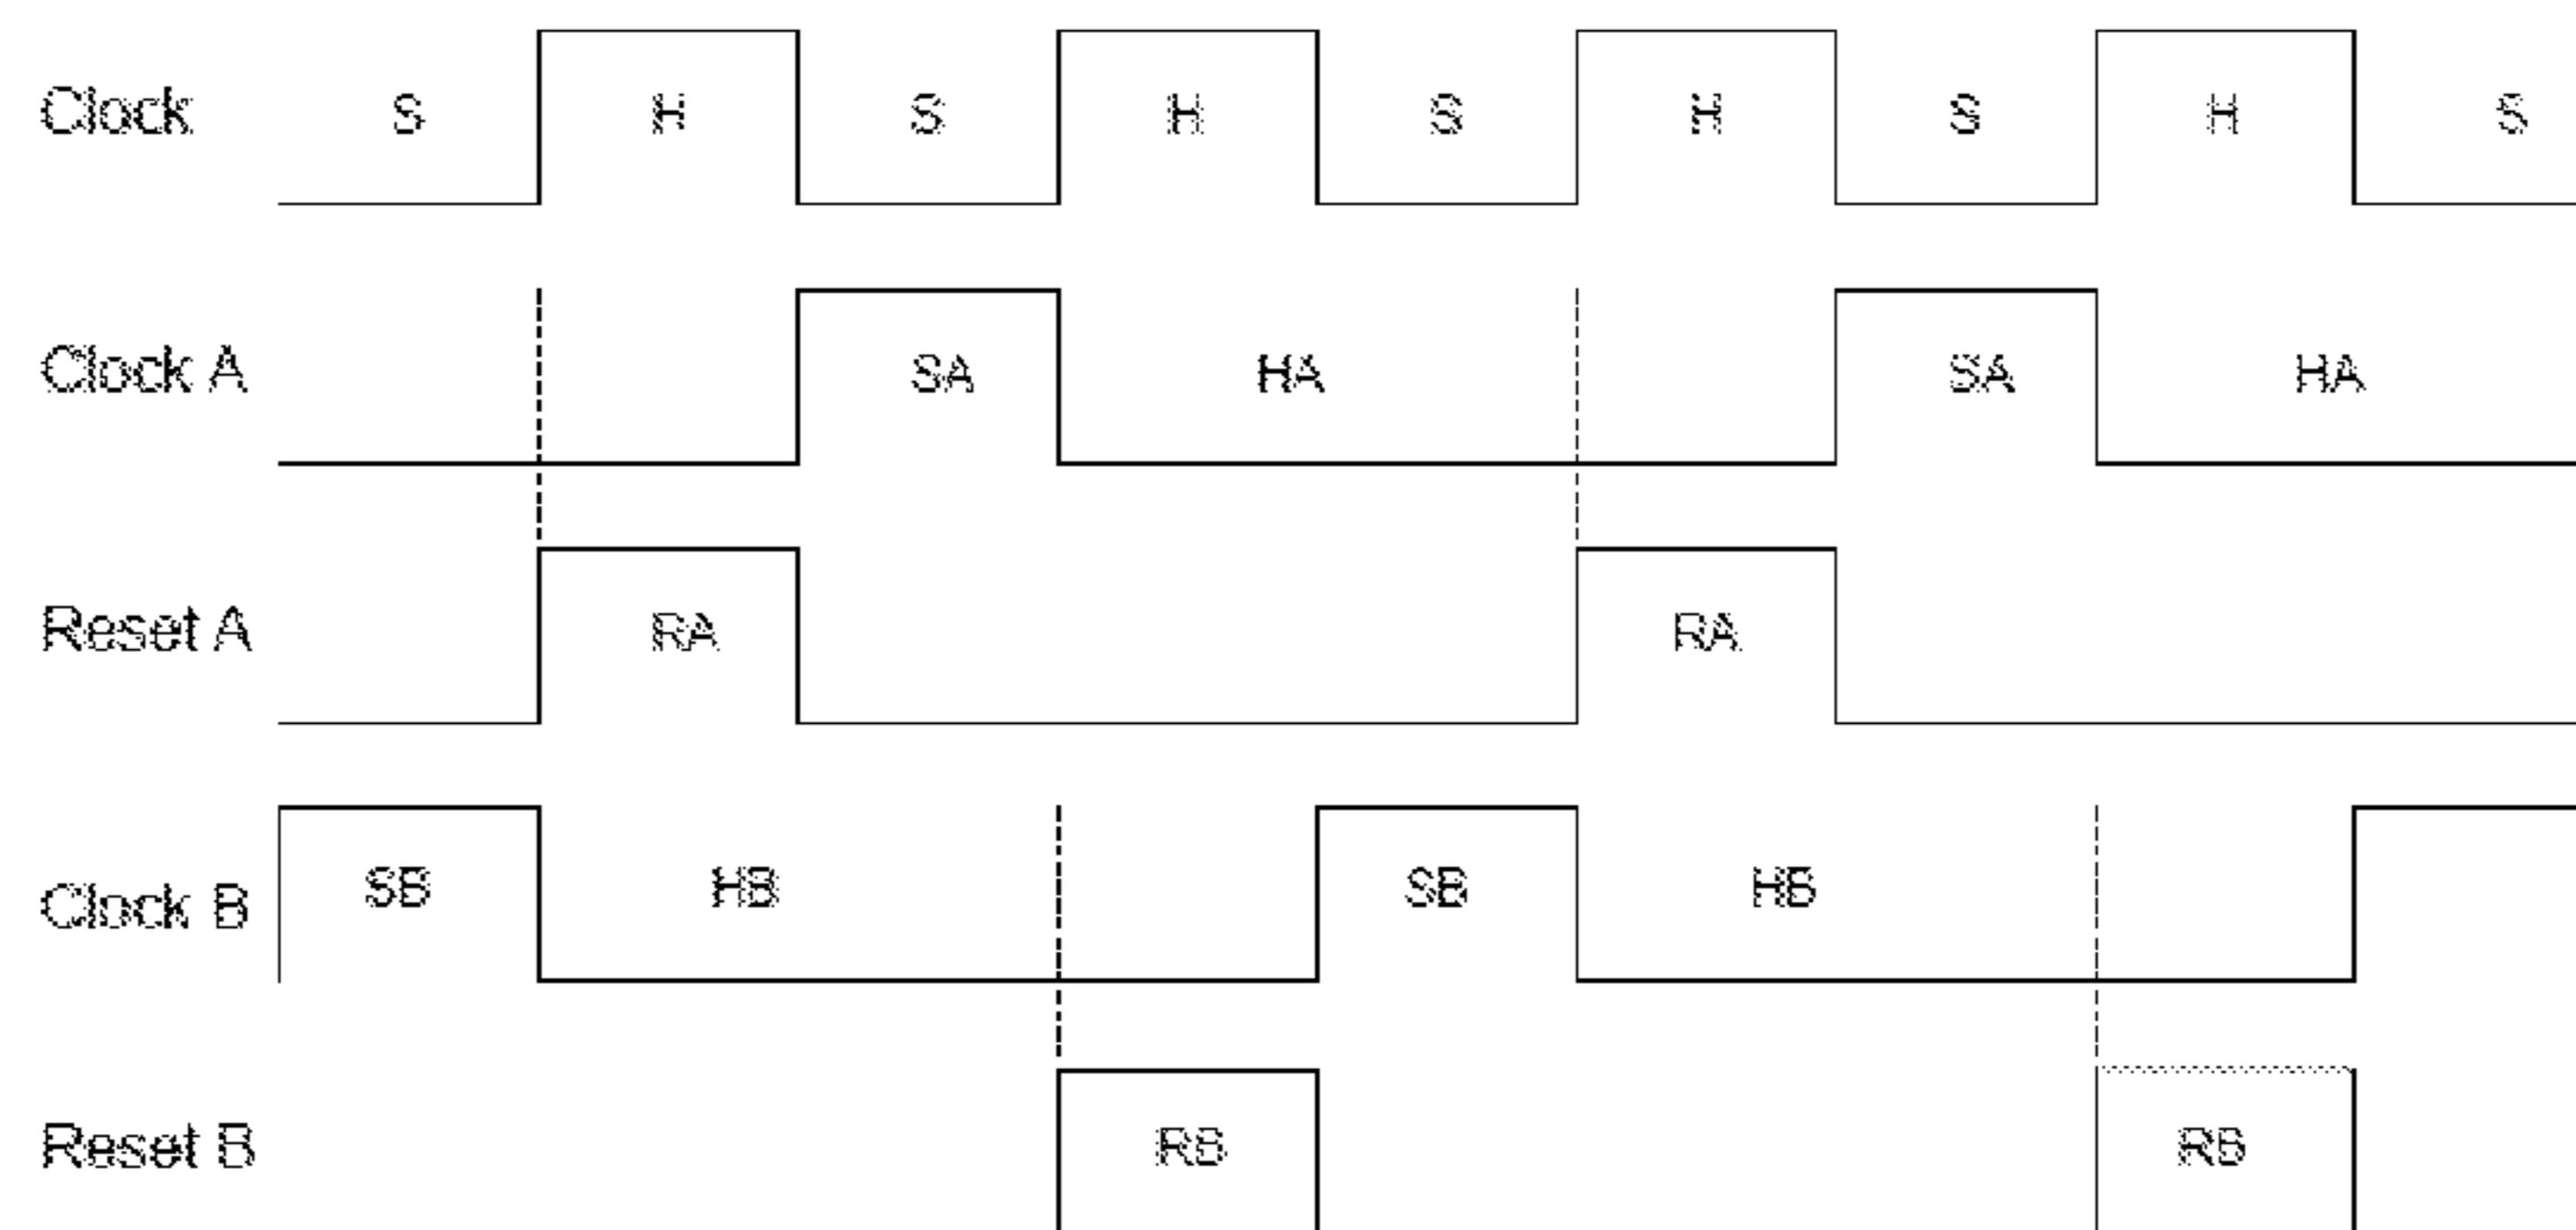 Clock S H S H S H S H S
Clock A SA HA SA HA
Reset A RA RA
Clock B SB HB SB HB
Reset B RB RB